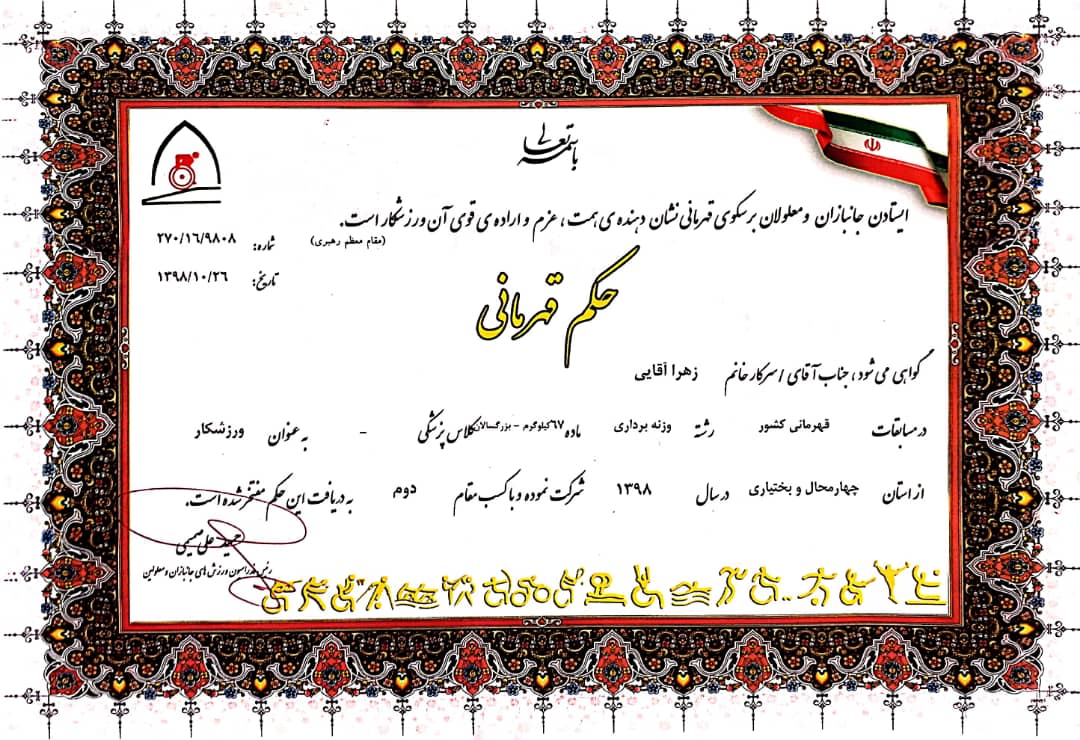 باسمه تعالی
ایستادن جانبازان و معلولان بر سکوی قهرمانی نشان دهنده ی همت، عزم و اراده ی قوی آن ورزشکار است.
(مقام معظم رهبری)
شماره: ۲۷۰/۱۶/۹۸۰۸
تاریخ: ۱۳۹۸/۱۰/۲۶
حکم قهرمانی
گواهی می شود، جناب آقای / سرکار خانم زهرا آقایی
در مسابقات قهرمانی کشور رشته وزنه برداری ماده ۶۷کیلوگرم - بزرگسالان کلاس پزشکی - به عنوان ورزشکار
از استان چهارمحال و بختیاری در سال ۱۳۹۸ شرکت نموده و با کسب مقام دوم به دریافت این حکم مفتخر شده است.
حمید علی صمیمی
رئیس فدراسیون ورزش های جانبازان و معلولین